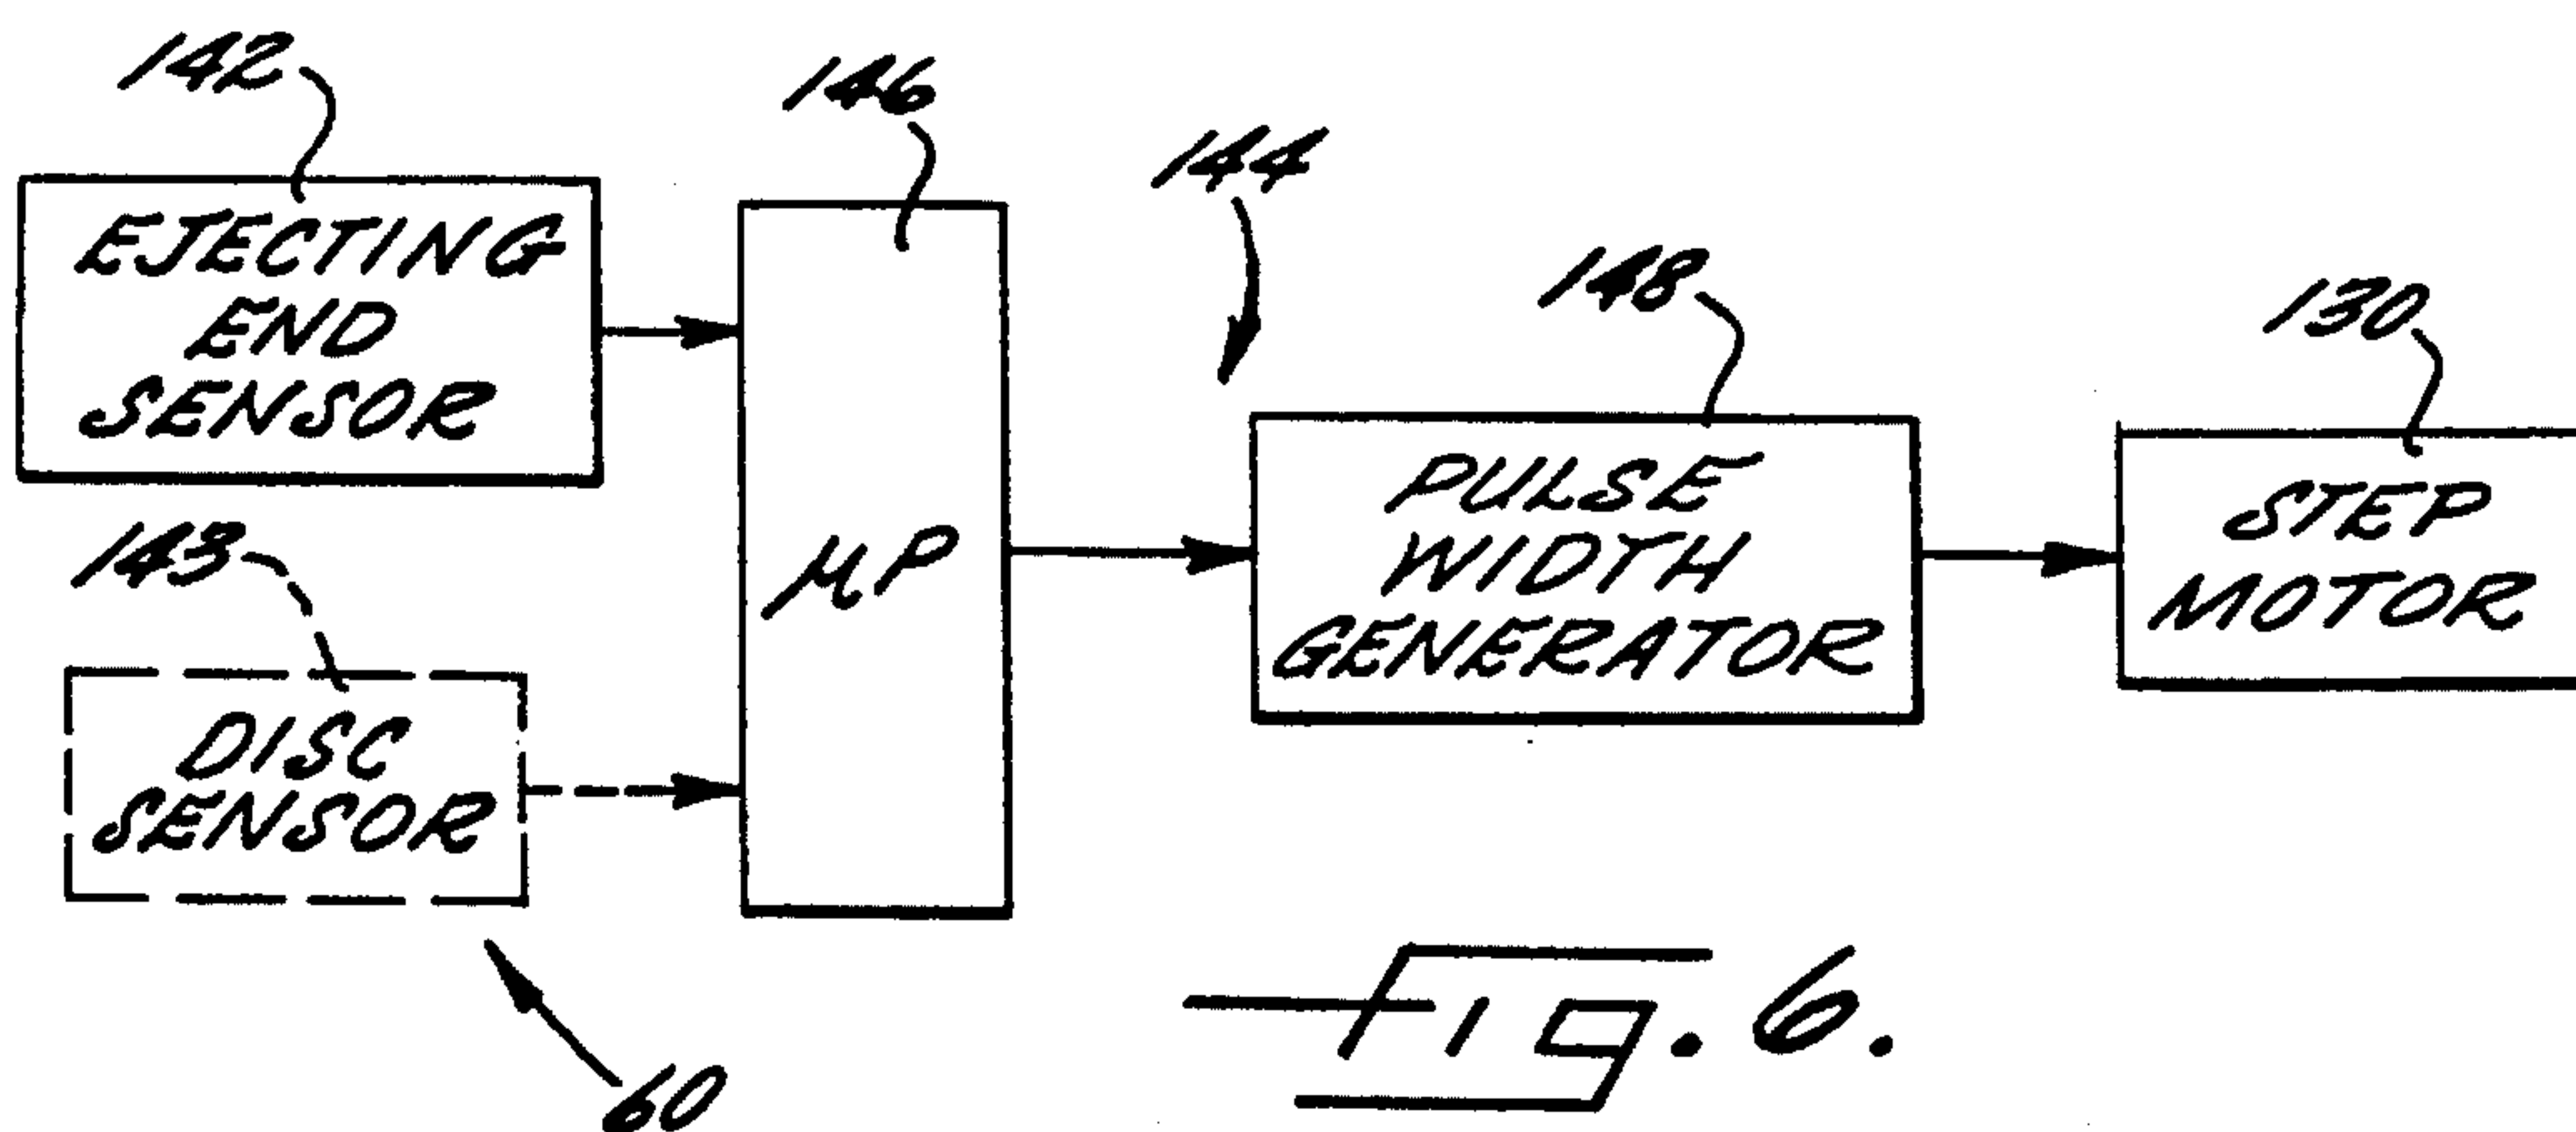 142
146
144
148
130
EJECTING
END
SENSOR
143
DISC
SENSOR
μP
PULSE
WIDTH
GENERATOR
STEP
MOTOR
60
Fig. 6.